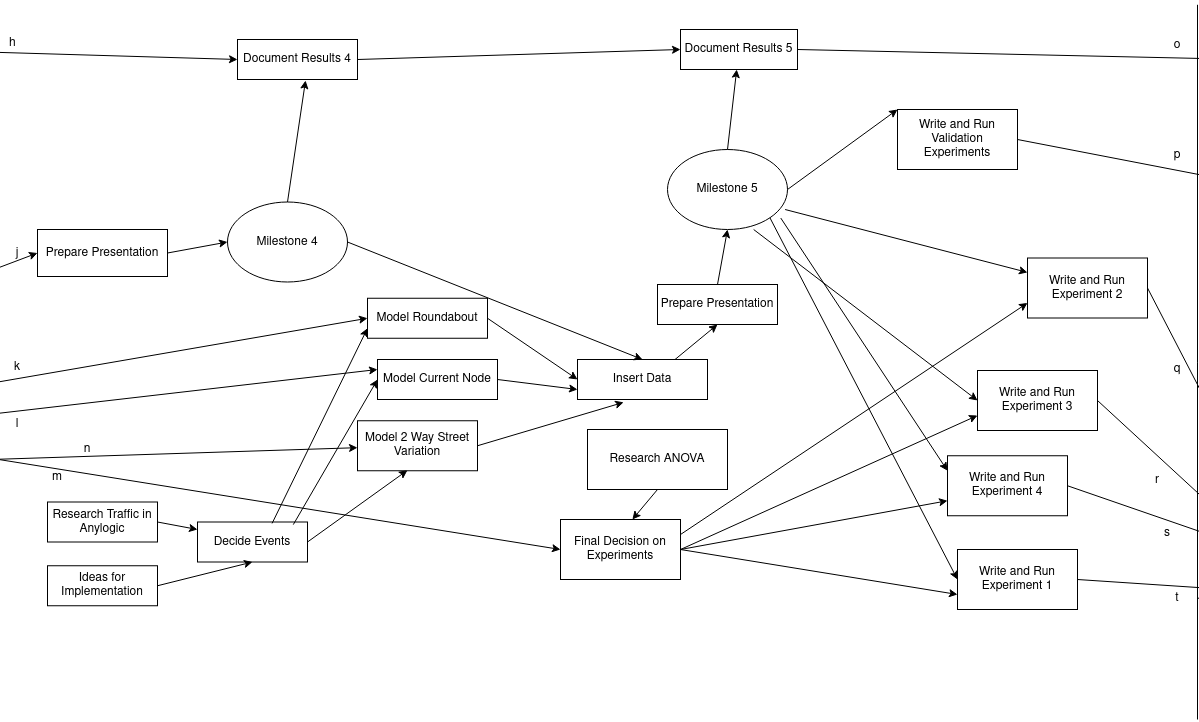 h
Document Results 4
Document Results 5
o
Write and Run
Validation
Experiments
p
Milestone 5
Milestone 4
j
Prepare Presentation
Write and Run
Experiment 2
Prepare Presentation
Model Roundabout
k
Model Current Node
Insert Data
q
Write and Run
Experiment 3
l
n
Model 2 Way Street
Variation
Research ANOVA
m
r
Write and Run
Experiment 4
Research Traffic in
Anylogic
s
Decide Events
Final Decision on
Experiments
Ideas for
Implementation
Write and Run
Experiment 1
t